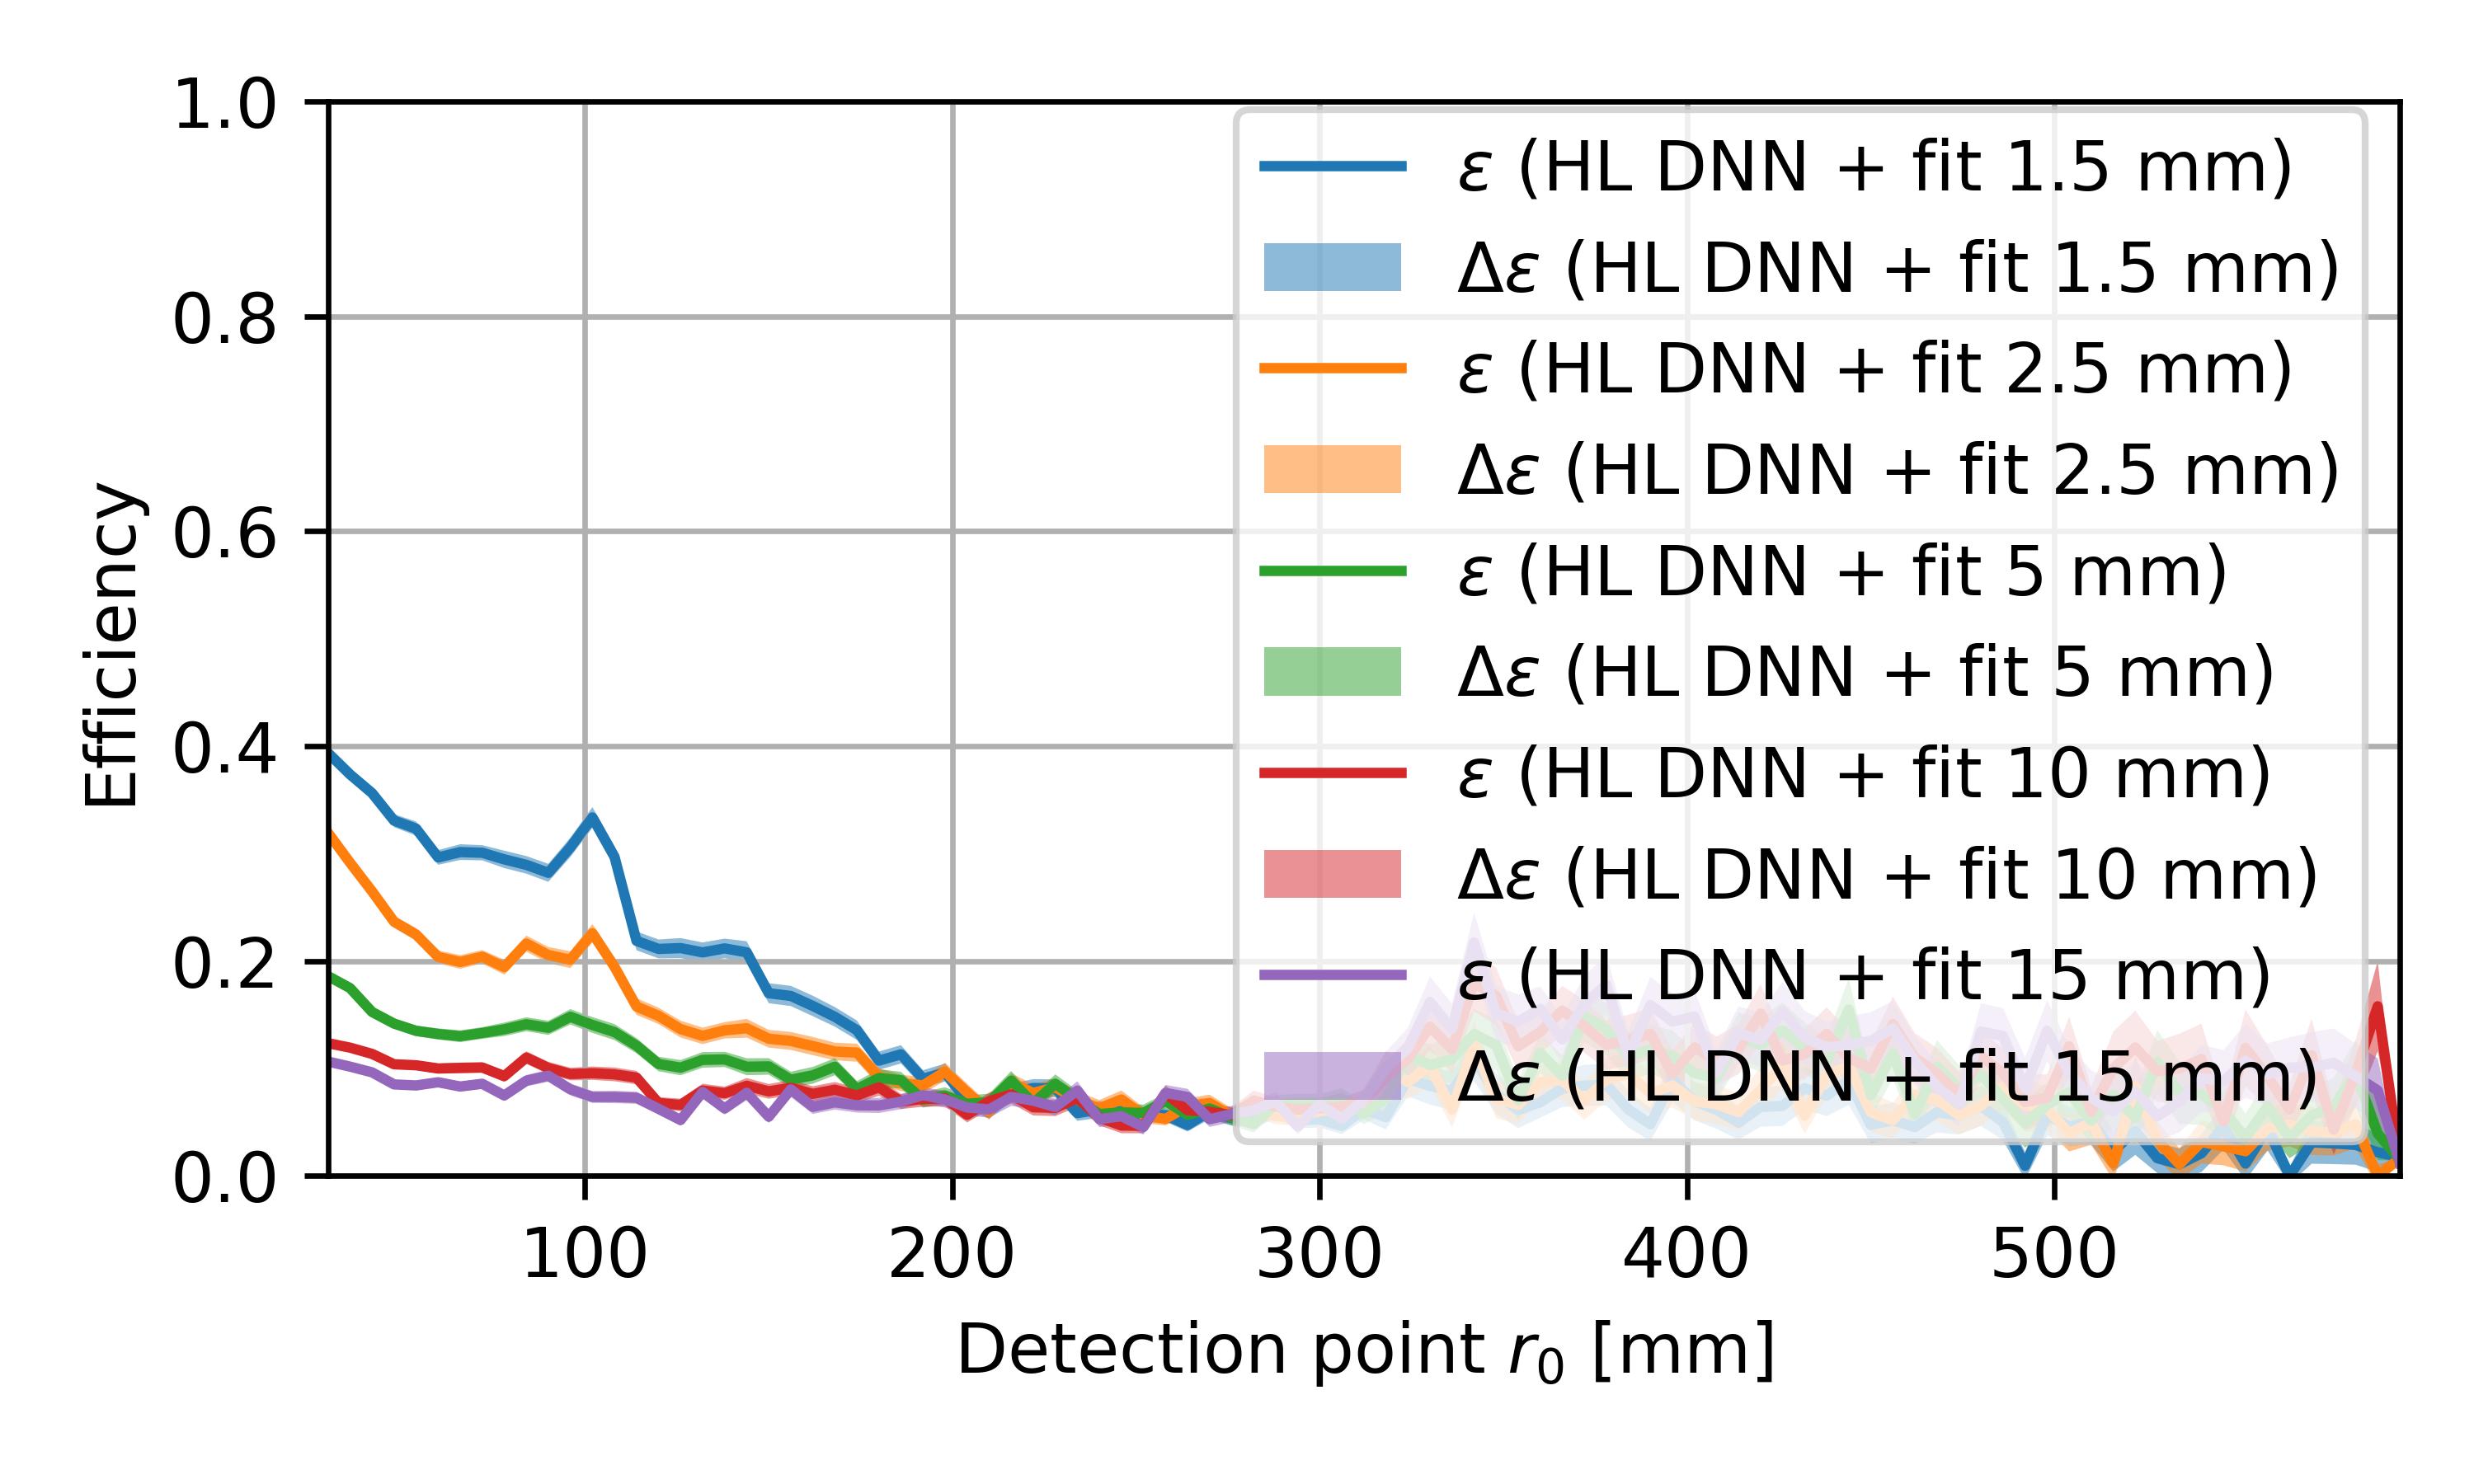 1.0
0.8
0.6
0.4
0.2
0.0
Efficiency
100 200 300 400 500
Detection point r₀ [mm]
ε (HL DNN + fit 1.5 mm)
Δε (HL DNN + fit 1.5 mm)
ε (HL DNN + fit 2.5 mm)
Δε (HL DNN + fit 2.5 mm)
ε (HL DNN + fit 5 mm)
Δε (HL DNN + fit 5 mm)
ε (HL DNN + fit 10 mm)
Δε (HL DNN + fit 10 mm)
ε (HL DNN + fit 15 mm)
Δε (HL DNN + fit 15 mm)